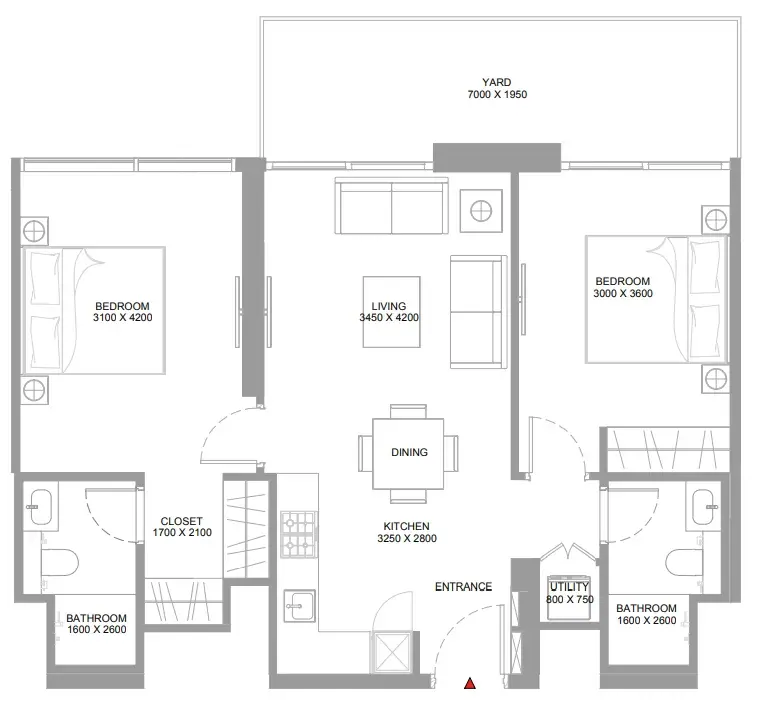 YARD
7000 X 1950
BEDROOM
3100 X 4200
LIVING
3450 X 4200
BEDROOM
3000 X 3600
DINING
CLOSET
1700 X 2100
KITCHEN
3250 X 2800
ENTRANCE
UTILITY
800 X 750
BATHROOM
1600 X 2600
BATHROOM
1600 X 2600